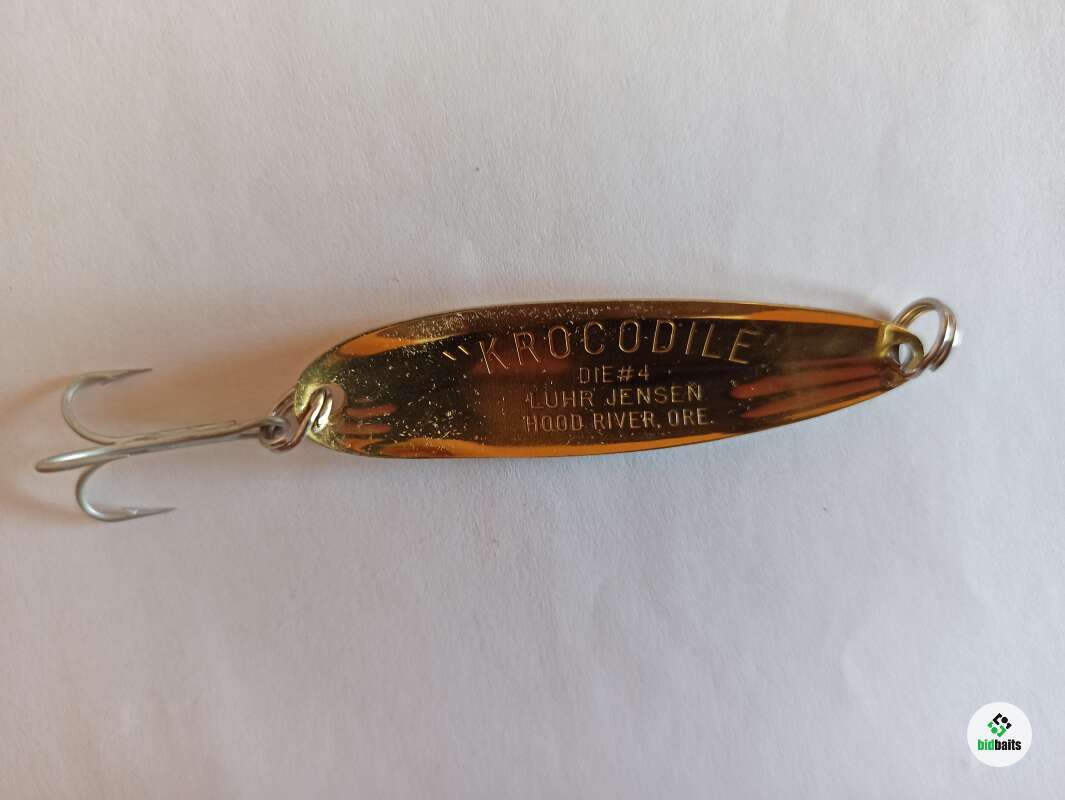 "KROCODILE"
DIE#4
LUHR JENSEN
HOOD RIVER, ORE.
bidbaits